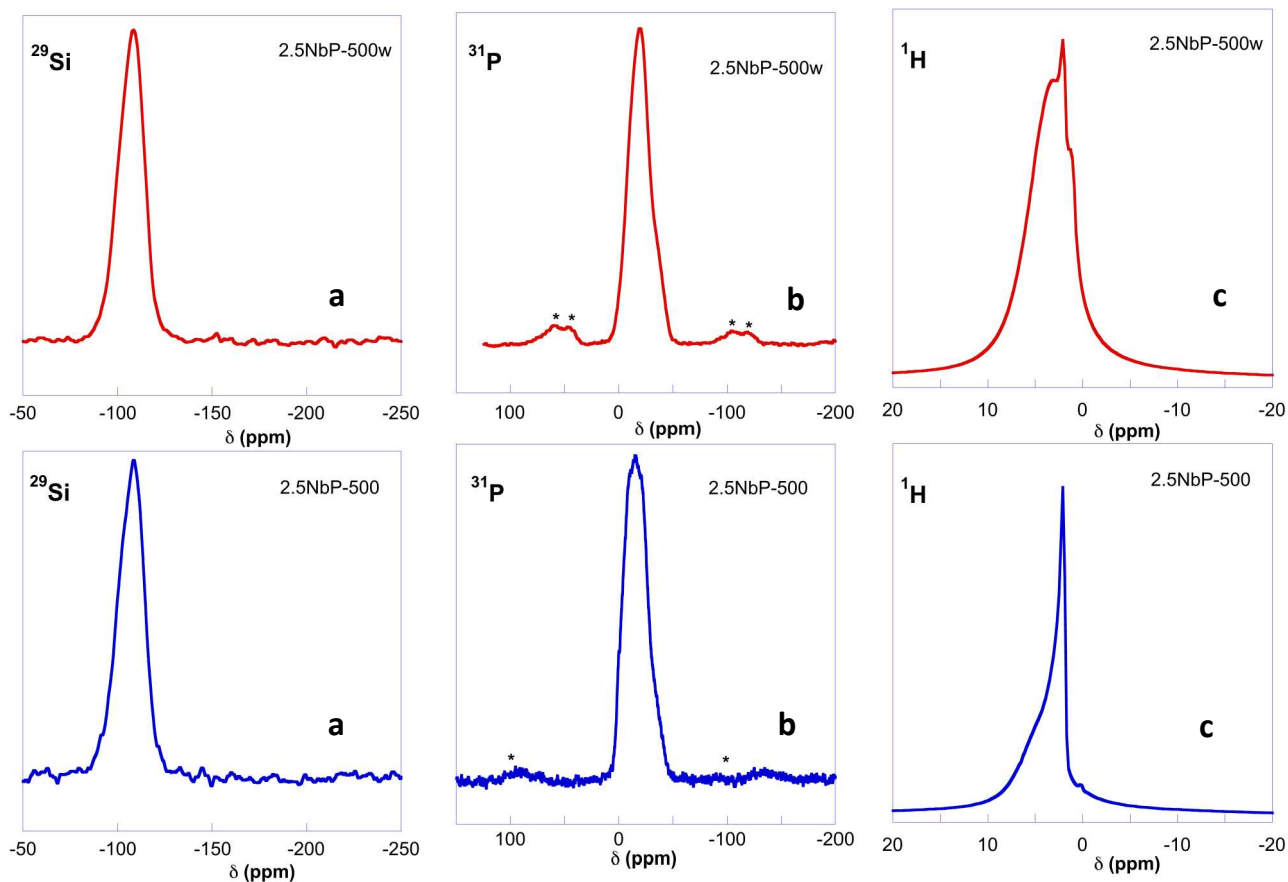 ²⁹Si
2.5NbP-500w
a
-50 -100 -150 -200 -250
δ (ppm)
³¹P
2.5NbP-500w
* * * *
b
100 0 -100 -200
δ (ppm)
¹H
2.5NbP-500w
c
20 10 0 -10 -20
δ (ppm)
²⁹Si
2.5NbP-500
a
-50 -100 -150 -200 -250
δ (ppm)
³¹P
2.5NbP-500
* *
b
100 0 -100 -200
δ (ppm)
¹H
2.5NbP-500
c
20 10 0 -10 -20
δ (ppm)